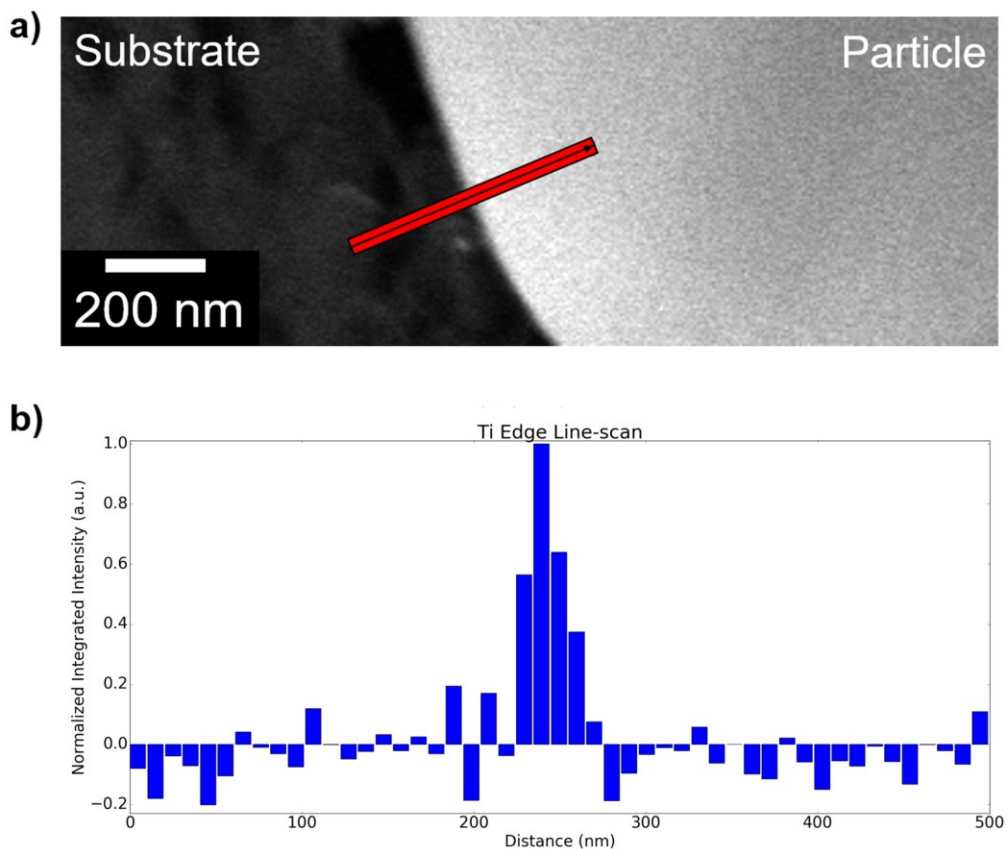 a)
Substrate
Particle
200 nm
b)
Ti Edge Line-scan
Normalized Integrated Intensity (a.u.)
1.0
0.8
0.6
0.4
0.2
0.0
−0.2
0
100
200
300
400
500
Distance (nm)